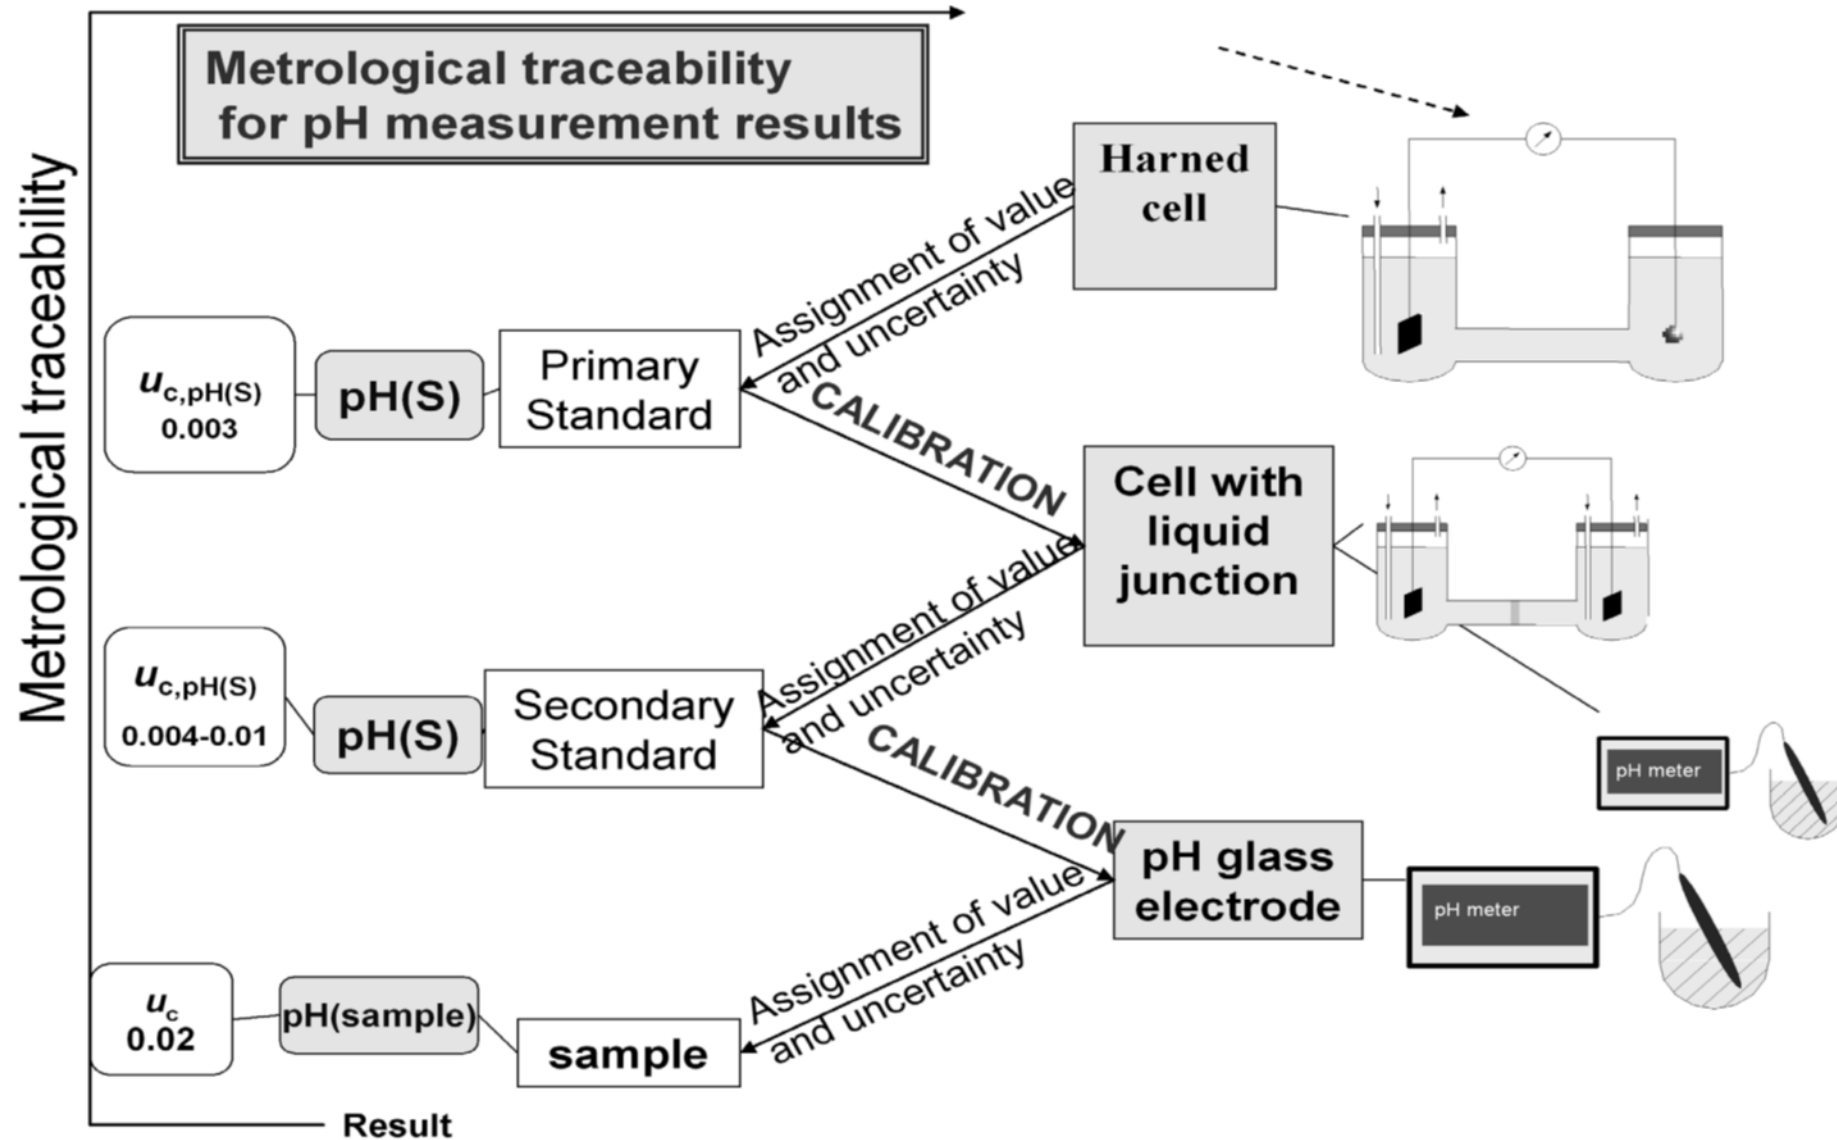 Metrological traceability
for pH measurement results
Metrological traceability
Harned
cell
Assignment of value
and uncertainty
u c,pH(S)
0.003
pH(S)
Primary
Standard
CALIBRATION
Cell with
liquid
junction
Assignment of value
and uncertainty
u c,pH(S)
0.004-0.01
pH(S)
Secondary
Standard
CALIBRATION
pH meter
pH glass
electrode
pH meter
Assignment of value
and uncertainty
u c
0.02
pH(sample)
sample
Result